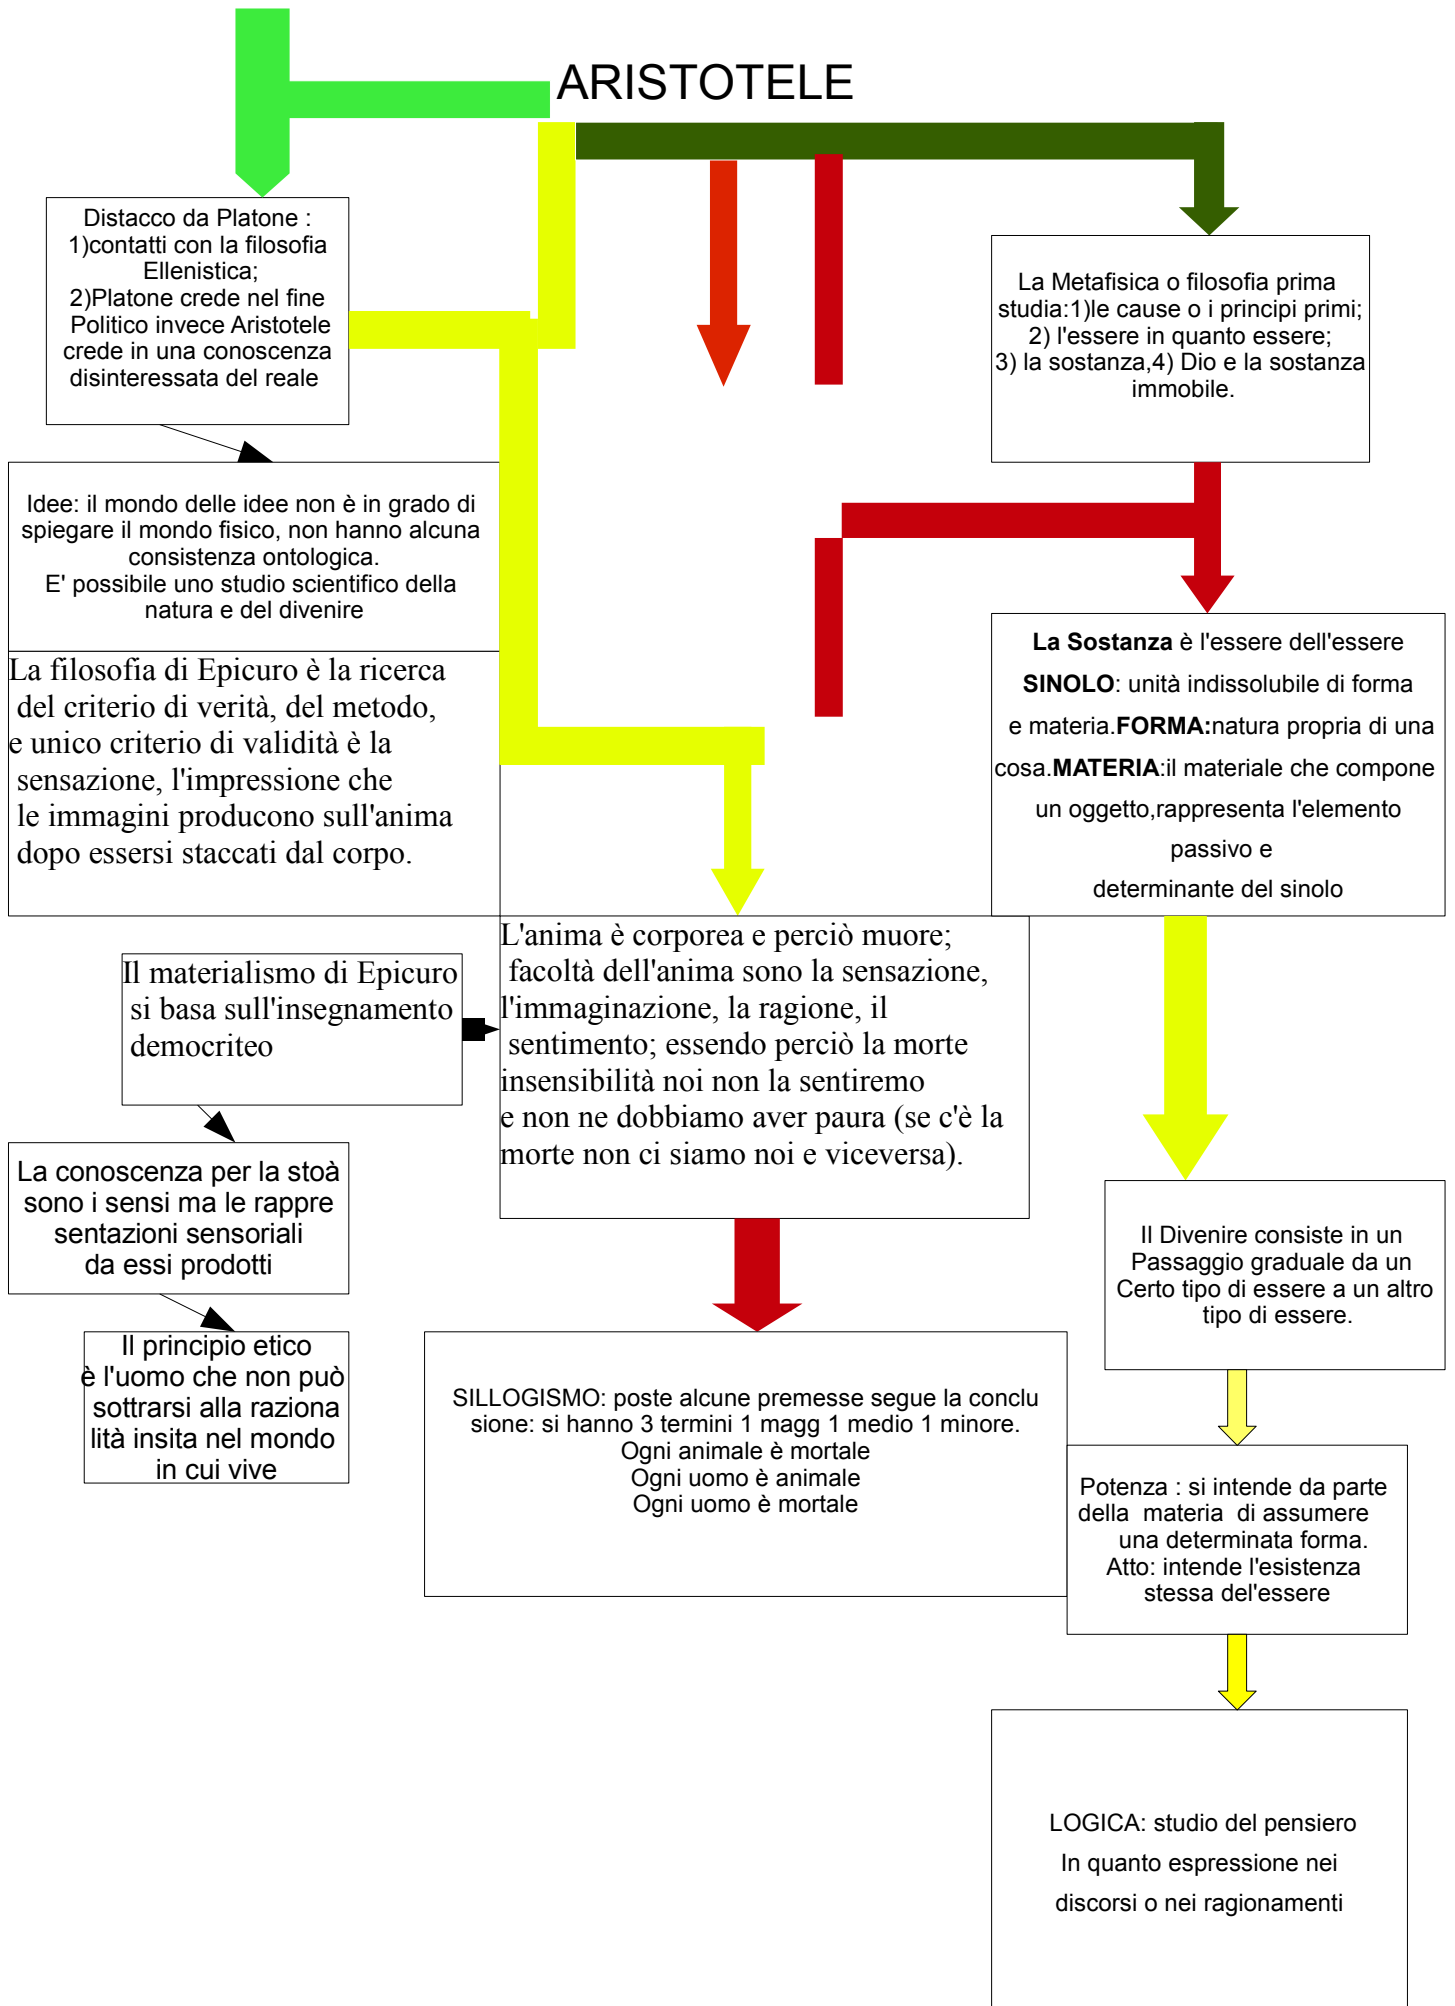 ARISTOTELE
Distacco da Platone :
1)contatti con la filosofia
Ellenistica;
2)Platone crede nel fine
Politico invece Aristotele
crede in una conoscenza
disinteressata del reale
La Metafisica o filosofia prima
studia:1)le cause o i principi primi;
2) l'essere in quanto essere;
3) la sostanza,4) Dio e la sostanza
immobile.
Idee: il mondo delle idee non è in grado di
spiegare il mondo fisico, non hanno alcuna
consistenza ontologica.
E' possibile uno studio scientifico della
natura e del divenire
La filosofia di Epicuro è la ricerca
del criterio di verità, del metodo,
e unico criterio di validità è la
sensazione, l'impressione che
le immagini producono sull'anima
dopo essersi staccati dal corpo.
La Sostanza è l'essere dell'essere
SINOLO: unità indissolubile di forma
e materia.FORMA:natura propria di una
cosa.MATERIA:il materiale che compone
un oggetto,rappresenta l'elemento
passivo e
determinante del sinolo
Il materialismo di Epicuro
si basa sull'insegnamento
democriteo
L'anima è corporea e perciò muore;
facoltà dell'anima sono la sensazione,
l'immaginazione, la ragione, il
sentimento; essendo perciò la morte
insensibilità noi non la sentiremo
e non ne dobbiamo aver paura (se c'è la
morte non ci siamo noi e viceversa).
La conoscenza per la stoà
sono i sensi ma le rappre
sentazioni sensoriali
da essi prodotti
Il Divenire consiste in un
Passaggio graduale da un
Certo tipo di essere a un altro
tipo di essere.
Il principio etico
è l'uomo che non può
sottrarsi alla raziona
lità insita nel mondo
in cui vive
SILLOGISMO: poste alcune premesse segue la conclu
sione: si hanno 3 termini 1 magg 1 medio 1 minore.
Ogni animale è mortale
Ogni uomo è animale
Ogni uomo è mortale
Potenza : si intende da parte
della materia di assumere
una determinata forma.
Atto: intende l'esistenza
stessa del'essere
LOGICA: studio del pensiero
In quanto espressione nei
discorsi o nei ragionamenti